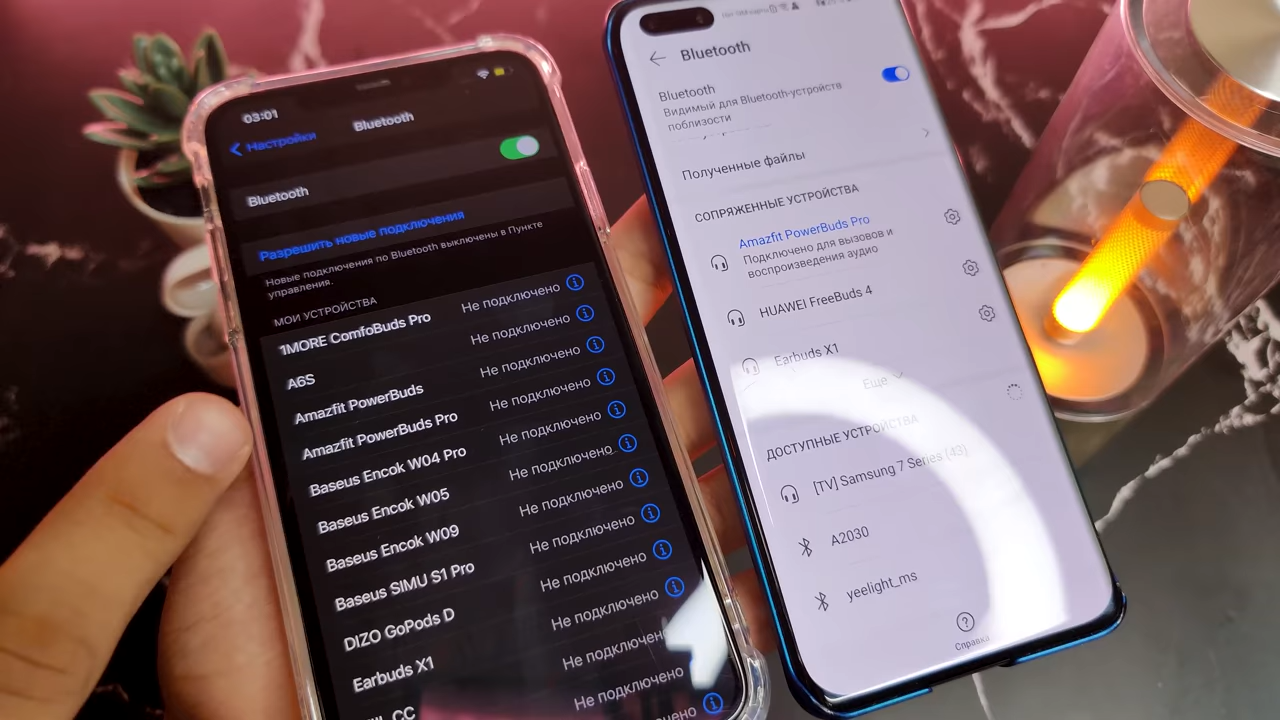 03:01
Настройки
Bluetooth
Bluetooth
Разрешить новые подключения
Новые подключения по Bluetooth выключены в Пункте
управления.
МОИ УСТРОЙСТВА
1MORE ComfoBuds Pro Не подключено
A6S Не подключено
Amazfit PowerBuds Не подключено
Amazfit PowerBuds Pro Не подключено
Baseus Encok W04 Pro Не подключено
Baseus Encok W05 Не подключено
Baseus Encok W09 Не подключено
Baseus SIMU S1 Pro Не подключено
DIZO GoPods D Не подключено
Earbuds X1 Не подключено
CC Не подключено
Не подключено
Bluetooth
Bluetooth
Видимый для Bluetooth-устройств
поблизости
Полученные файлы
СОПРЯЖЕННЫЕ УСТРОЙСТВА
Amazfit PowerBuds Pro
Подключено для вызовов и
воспроизведения аудио
HUAWEI FreeBuds 4
Earbuds X1
Еще
ДОСТУПНЫЕ УСТРОЙСТВА
[TV] Samsung 7 Series (43)
A2030
yeelight_ms
Справка